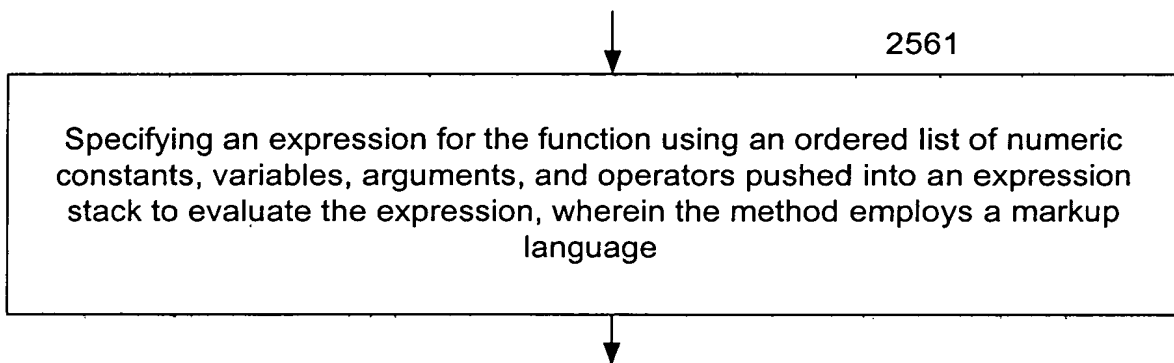 2561
Specifying an expression for the function using an ordered list of numeric
constants, variables, arguments, and operators pushed into an expression
stack to evaluate the expression, wherein the method employs a markup
language